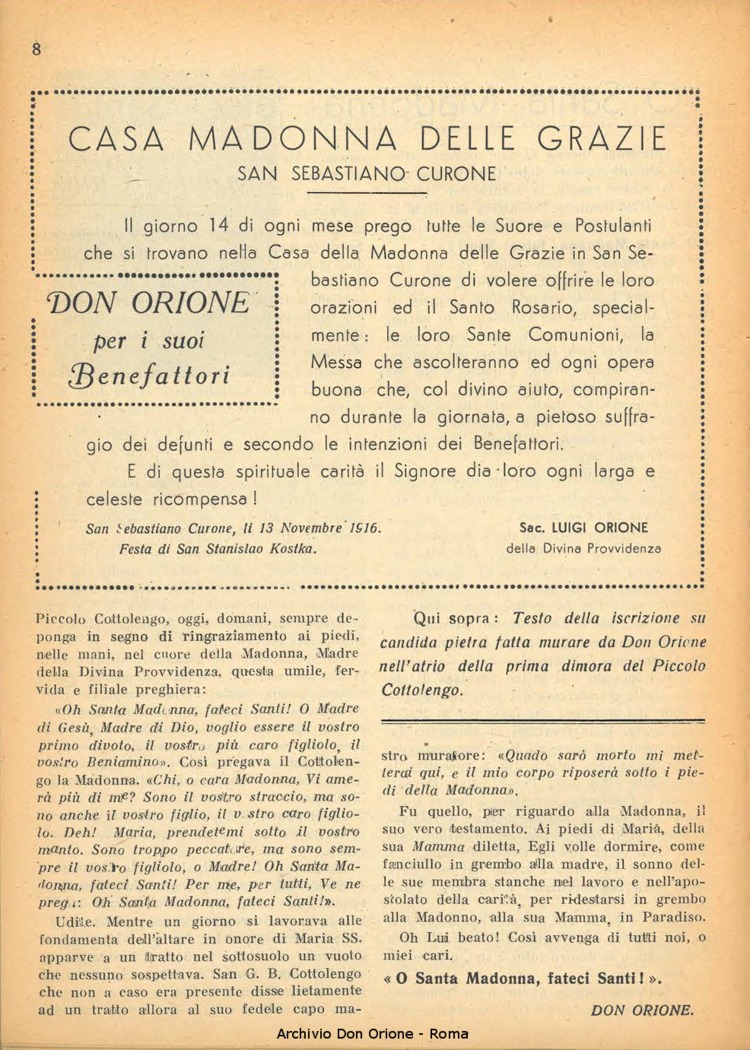 8
CASA MADONNA DELLE GRAZIE
SAN SEBASTIANO CURONE
Il giorno 14 di ogni mese prego tutte le Suore e Postulanti
che si trovano nella Casa della Madonna delle Grazie in San Se-
bastiano Curone di volere offrire le loro
orazioni ed il Santo Rosario, special-
mente: le loro Sante Comunioni, la
Messa che ascolteranno ed ogni opera
buona che, col divino aiuto, compiran-
no durante la giornata, a pietoso suffra-
gio dei defunti e secondo le intenzioni dei Benefattori.
E di questa spirituale carità il Signore dia loro ogni larga e
celeste ricompensa!
DON ORIONE
per i suoi
Benefattori
San Sebastiano Curone, li 13 Novembre 1916.
Festa di San Stanislao Kostka.
Sac. LUIGI ORIONE
della Divina Provvidenza
Piccolo Cottolengo, oggi, domani, sempre de-
ponga in segno di ringraziamento ai piedi,
nelle mani, nel cuore della Madonna, Madre
della Divina Provvidenza, questa umile, fer-
vida e filiale preghiera:
«Oh Santa Madonna, fateci Santi! O Madre
di Gesù, Madre di Dio, voglio essere il vostro
primo divoto, il vostro più caro figliolo, il
vostro Beniamino». Così pregava il Cottolen-
go la Madonna. «Chi, o cara Madonna, Vi ame-
rà più di me? Sono il vostro straccio, ma so-
no anche il vostro figlio, il vostro caro figlio-
lo. Deh! Maria, prendetemi sotto il vostro
manto. Sono troppo peccatore, ma sono sem-
pre il vostro figliolo, o Madre! Oh Santa Ma-
donna, fateci Santi! Per me, per tutti, Ve ne
prego: Oh Santa Madonna, fateci Santi!».
Udite. Mentre un giorno si lavorava alle
fondamenta dell'altare in onore di Maria SS.
apparve a un tratto nel sottosuolo un vuoto
che nessuno sospettava. San G. B. Cottolengo
che non a caso era presente disse lietamente
ad un tratto allora al suo fedele capo ma-
Qui sopra: Testo della iscrizione su
candida pietra fatta murare da Don Orione
nell'atrio della prima dimora del Piccolo
Cottolengo.
stro muratore: «Quado sarò morto mi met-
terai qui, e il mio corpo riposerà sotto i pie-
di della Madonna».
Fu quello, per riguardo alla Madonna, il
suo vero testamento. Ai piedi di Maria, della
sua Mamma diletta, Egli volle dormire, come
fanciullo in grembo alla madre, il sonno del-
le sue membra stanche nel lavoro e nell'apo-
stolato della carità, per ridestarsi in grembo
alla Madonno, alla sua Mamma, in Paradiso.
Oh Lui beato! Così avvenga di tutti noi, o
miei cari.
« O Santa Madonna, fateci Santi! ».
DON ORIONE.
Archivio Don Orione - Roma